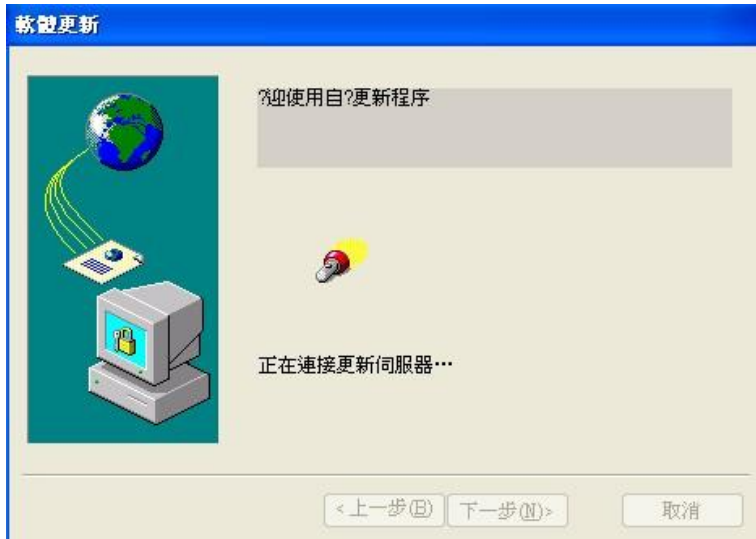 軟體更新
?迎使用自?更新程序
正在連接更新伺服器…
<上一步(B)
下一步(N)>
取消